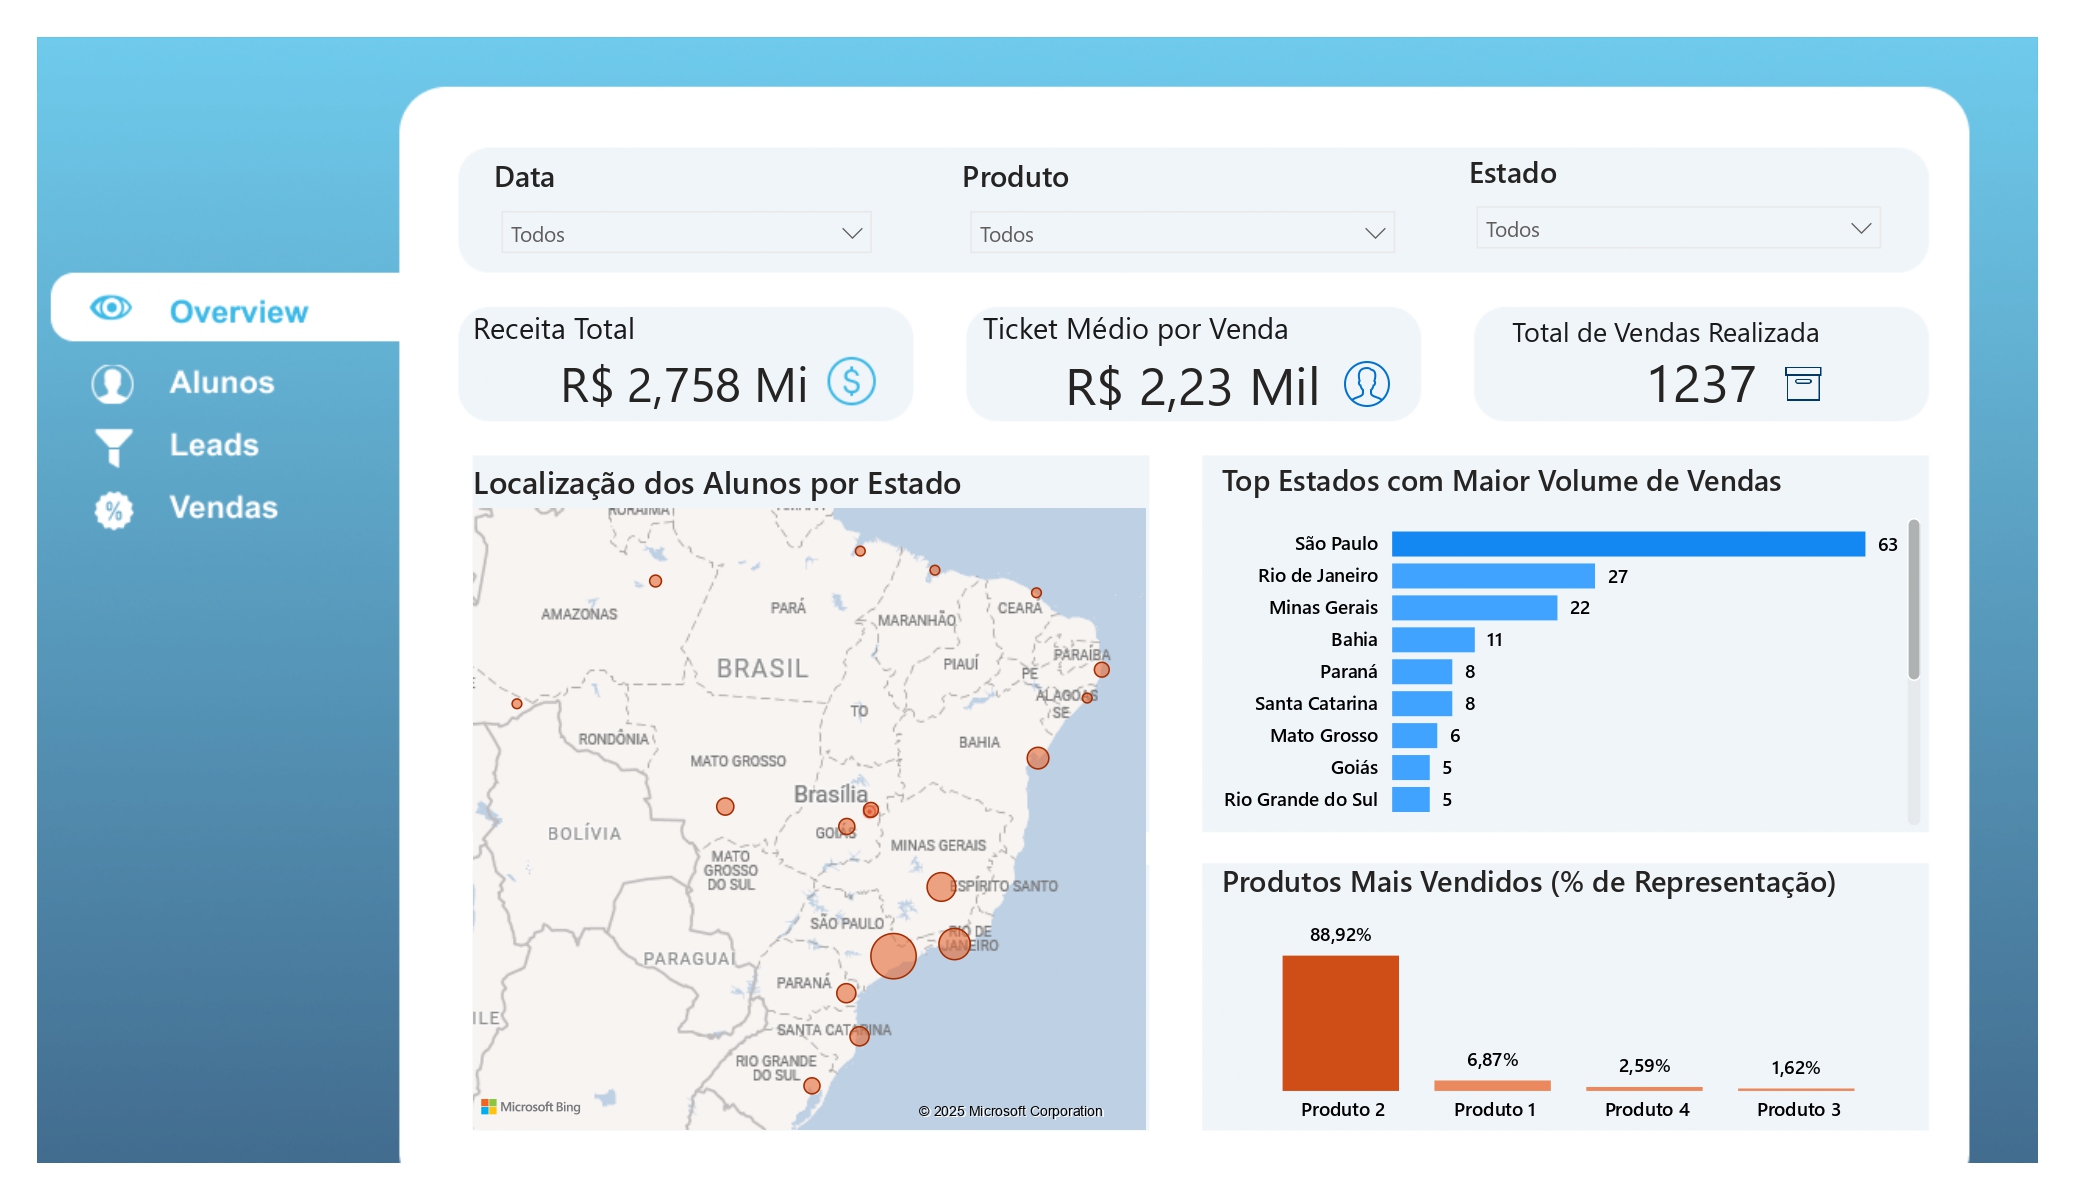 Data
Produto
Estado
Todos
Todos
Todos
Overview
Alunos
Leads
Vendas
Receita Total
R$ 2,758 Mi
Ticket Médio por Venda
R$ 2,23 Mil
Total de Vendas Realizada
1237
Localização dos Alunos por Estado
AMAZONAS
PARÁ
MARANHÃO
CEARÁ
BRASIL
PIAUÍ
PARAÍBA
PE
ALAGOAS
SE
TO
RONDÔNIA
MATO GROSSO
BAHIA
Brasília
GOIÁS
BOLÍVIA
MINAS GERAIS
MATO
GROSSO
DO SUL
ESPÍRITO SANTO
SÃO PAULO
RIO DE
JANEIRO
PARAGUAI
PARANÁ
ILE
SANTA CATARINA
RIO GRANDE
DO SUL
Microsoft Bing
© 2025 Microsoft Corporation
Top Estados com Maior Volume de Vendas
São Paulo 63
Rio de Janeiro 27
Minas Gerais 22
Bahia 11
Paraná 8
Santa Catarina 8
Mato Grosso 6
Goiás 5
Rio Grande do Sul 5
Produtos Mais Vendidos (% de Representação)
88,92%
6,87%
2,59%
1,62%
Produto 2
Produto 1
Produto 4
Produto 3